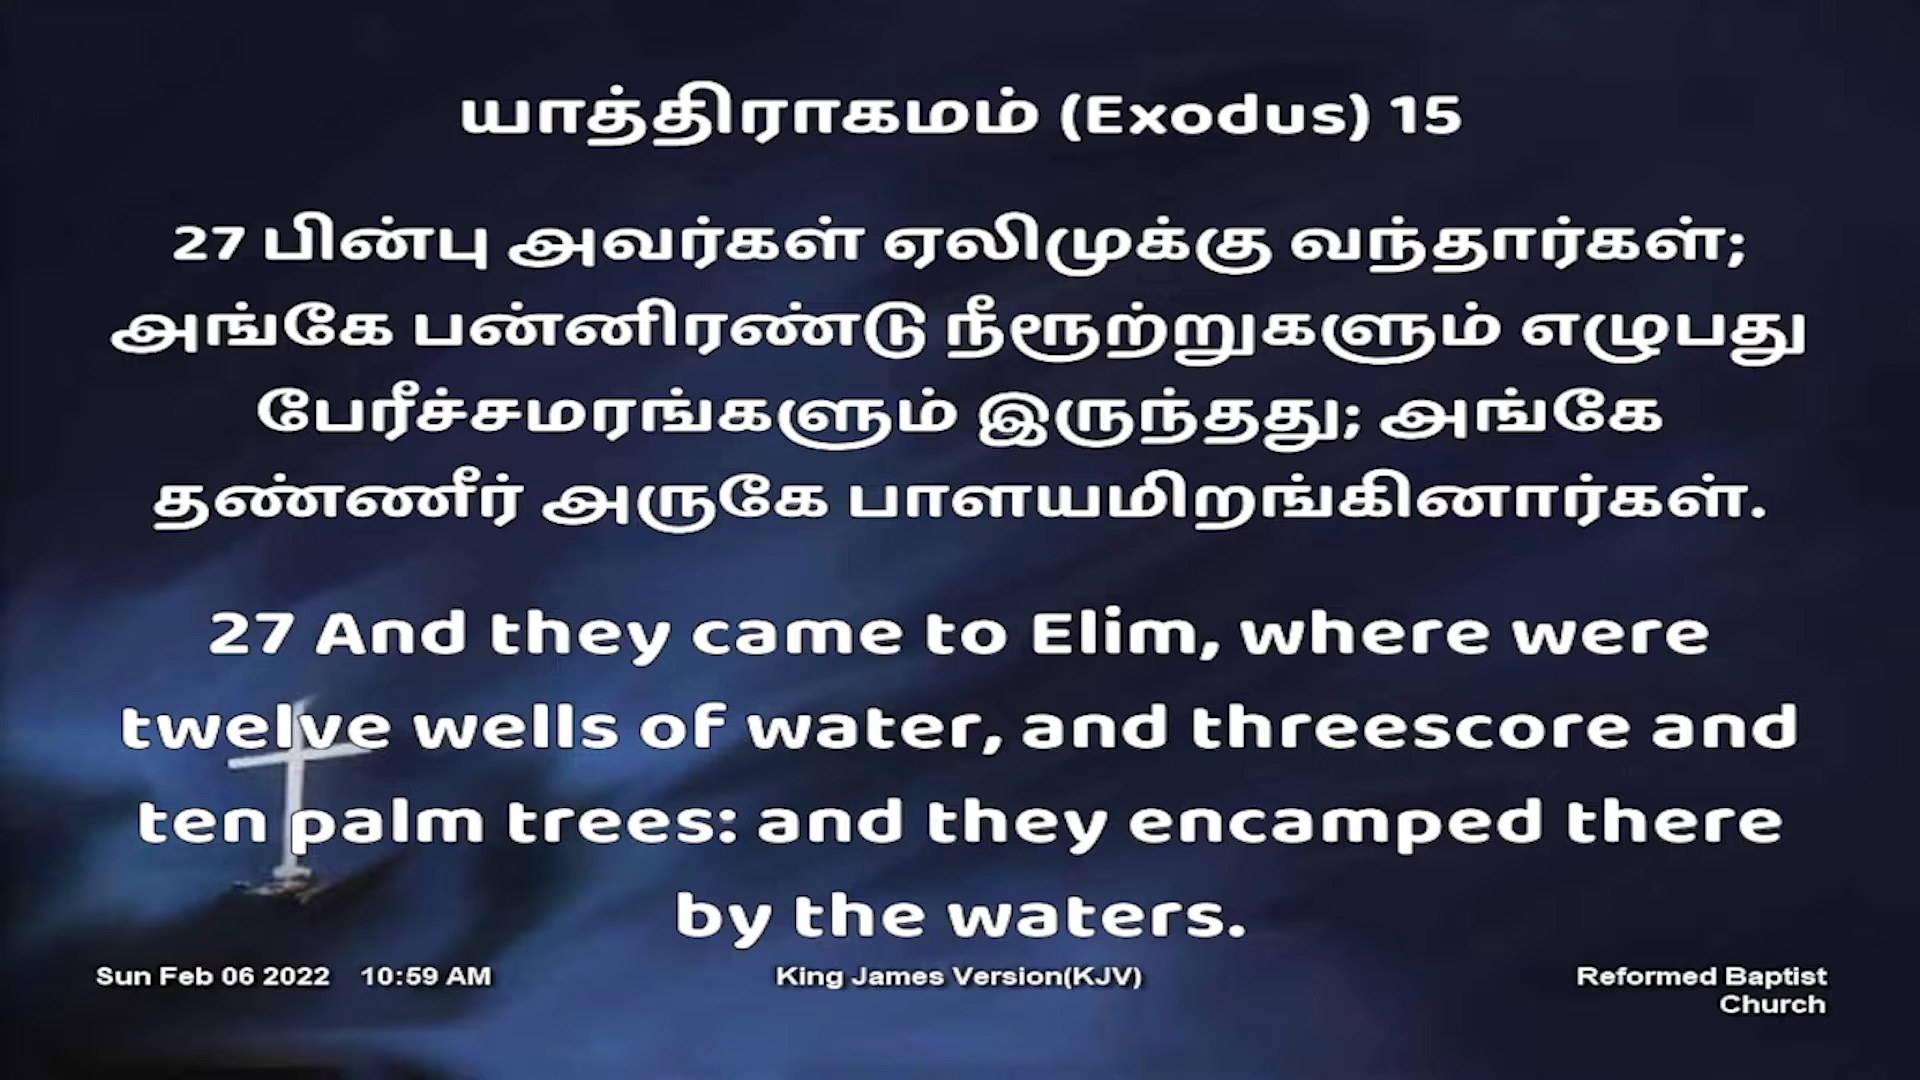 யாத்திராகமம் (Exodus) 15
27 பின்பு அவர்கள் ஏலிமுக்கு வந்தார்கள்;
அங்கே பன்னிரண்டு நீரூற்றுகளும் எழுபது
பேரீச்சமரங்களும் இருந்தது; அங்கே
தண்ணீர் அருகே பாளயமிறங்கினார்கள்.
27 And they came to Elim, where were
twelve wells of water, and threescore and
ten palm trees: and they encamped there
by the waters.
Sun Feb 06 2022 10:59 AM King James Version(KJV) Reformed Baptist
Church